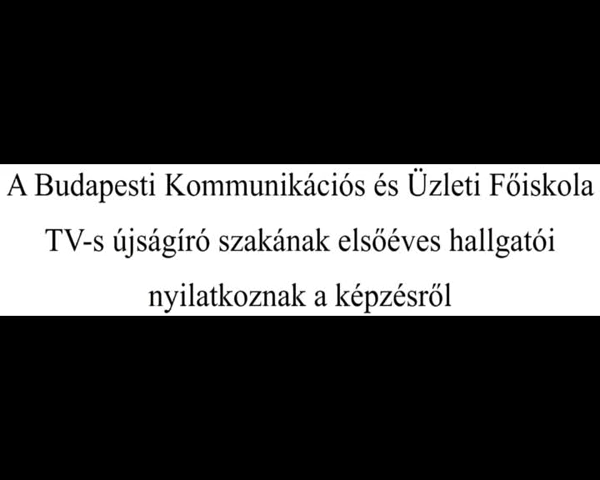 A Budapesti Kommunikációs és Üzleti Főiskola
TV-s újságíró szakának elsőéves hallgatói
nyilatkoznak a képzésről